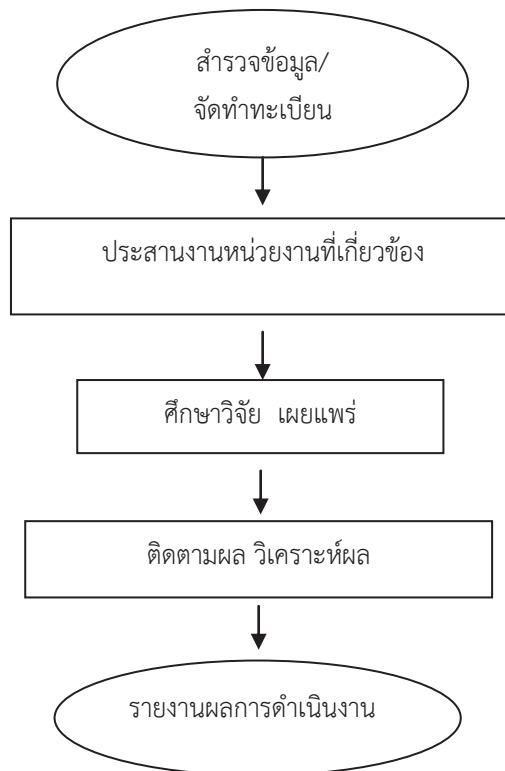 สำรวจข้อมูล/
จัดทำทะเบียน
ประสานงานหน่วยงานที่เกี่ยวข้อง
ศึกษาวิจัย เผยแพร่
ติดตามผล วิเคราะห์ผล
รายงานผลการดำเนินงาน